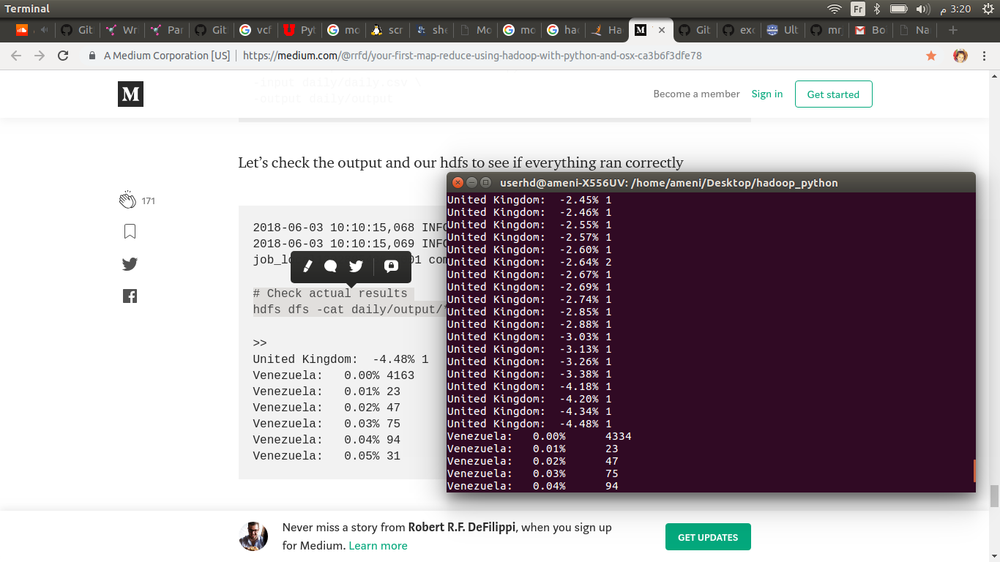 Terminal
Fr
3:20 م
Git
Wr
Par
Git
vcf
Pyt
mo
scr
she
Mo
mo
had
Ha
Git
exc
Ult
mr
Bo
Na
A Medium Corporation [US] | https://medium.com/@rrfd/your-first-map-reduce-using-hadoop-with-python-and-osx-ca3b6f3dfe78
-input daily/daily.csv \
-output daily/output
M
Become a member
Sign in
Get started
Let’s check the output and our hdfs to see if everything ran correctly
171
2018-06-03 10:10:15,068 INFO
2018-06-03 10:10:15,069 INFO
job_lo 01 com
# Check actual results
hdfs dfs -cat daily/output/*
>>
United Kingdom: -4.48% 1
Venezuela: 0.00% 4163
Venezuela: 0.01% 23
Venezuela: 0.02% 47
Venezuela: 0.03% 75
Venezuela: 0.04% 94
Venezuela: 0.05% 31
userhd@ameni-X556UV: /home/ameni/Desktop/hadoop_python
United Kingdom: -2.45% 1
United Kingdom: -2.46% 1
United Kingdom: -2.55% 1
United Kingdom: -2.57% 1
United Kingdom: -2.60% 1
United Kingdom: -2.64% 2
United Kingdom: -2.67% 1
United Kingdom: -2.69% 1
United Kingdom: -2.74% 1
United Kingdom: -2.85% 1
United Kingdom: -2.88% 1
United Kingdom: -3.03% 1
United Kingdom: -3.13% 1
United Kingdom: -3.26% 1
United Kingdom: -3.38% 1
United Kingdom: -4.18% 1
United Kingdom: -4.20% 1
United Kingdom: -4.34% 1
United Kingdom: -4.48% 1
Venezuela: 0.00% 4334
Venezuela: 0.01% 23
Venezuela: 0.02% 47
Venezuela: 0.03% 75
Venezuela: 0.04% 94
Never miss a story from Robert R.F. DeFilippi, when you sign up
for Medium. Learn more
GET UPDATES